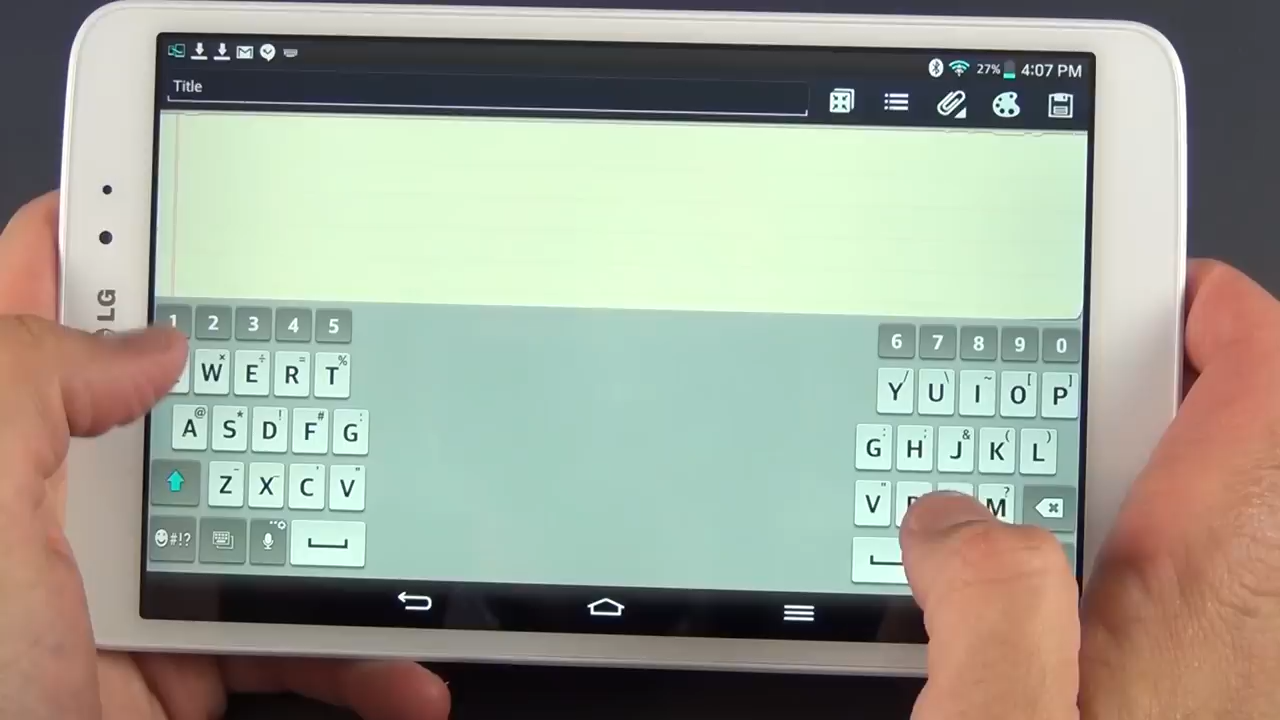 27% 4:07 PM
Title
LG
1 2 3 4 5 6 7 8 9 0
W × E ÷ R = T % Y / U \ I ~ O [ P ]
A @ S * D ! F # G ; G ; H ; J & K ( L )
Z - X C ' V " V " M ?
#!?